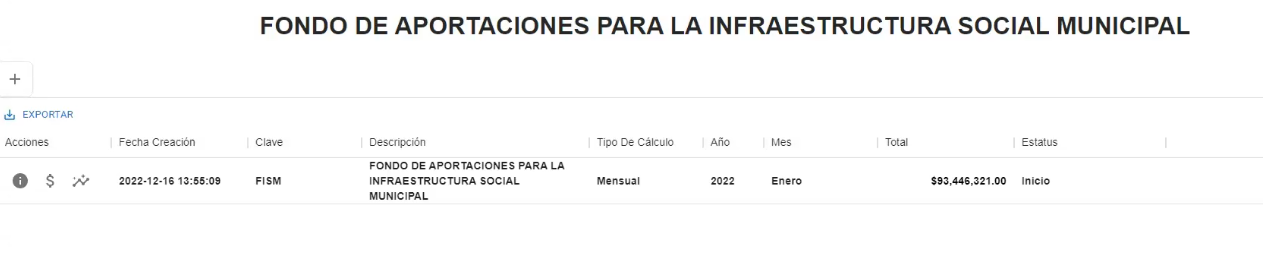 FONDO DE APORTACIONES PARA LA INFRAESTRUCTURA SOCIAL MUNICIPAL
+
EXPORTAR
Acciones Fecha Creación Clave Descripción Tipo De Cálculo Año Mes Total Estatus
FONDO DE APORTACIONES PARA LA
$ 2022-12-16 13:55:09 FISM INFRAESTRUCTURA SOCIAL Mensual 2022 Enero $93,446,321.00 Inicio
MUNICIPAL